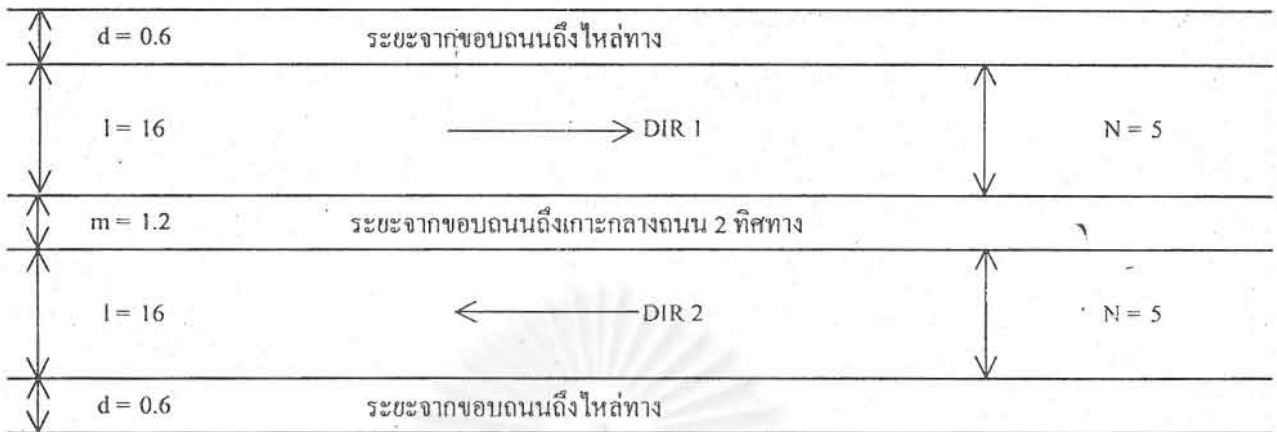 d = 0.6 ระยะจากขอบถนนถึงไหล่ทาง
l = 16 DIR 1 N = 5
m = 1.2 ระยะจากขอบถนนถึงเกาะกลางถนน 2 ทิศทาง
l = 16 DIR 2 N = 5
d = 0.6 ระยะจากขอบถนนถึงไหล่ทาง